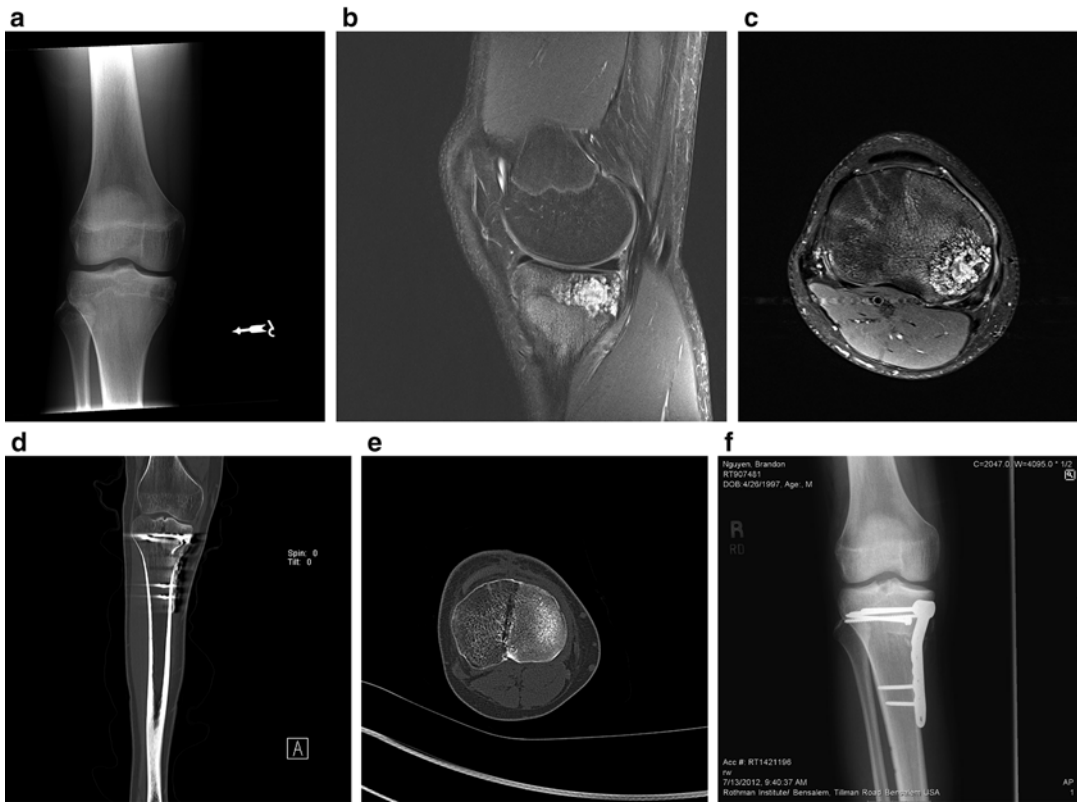 a
b
c
d
Spin: 0
Tilt: 0
A
e
f
Nguyen, Brandon
RT907481
DOB:4/26/1997, Age:, M
C=2047.0, W=4095.0 * 1/2
R
RD
Acc #: RT1421196
rw
7/13/2012, 9:40:37 AM
Rothman Institute/ Bensalem, Tillman Road Bensalem USA
AP
1